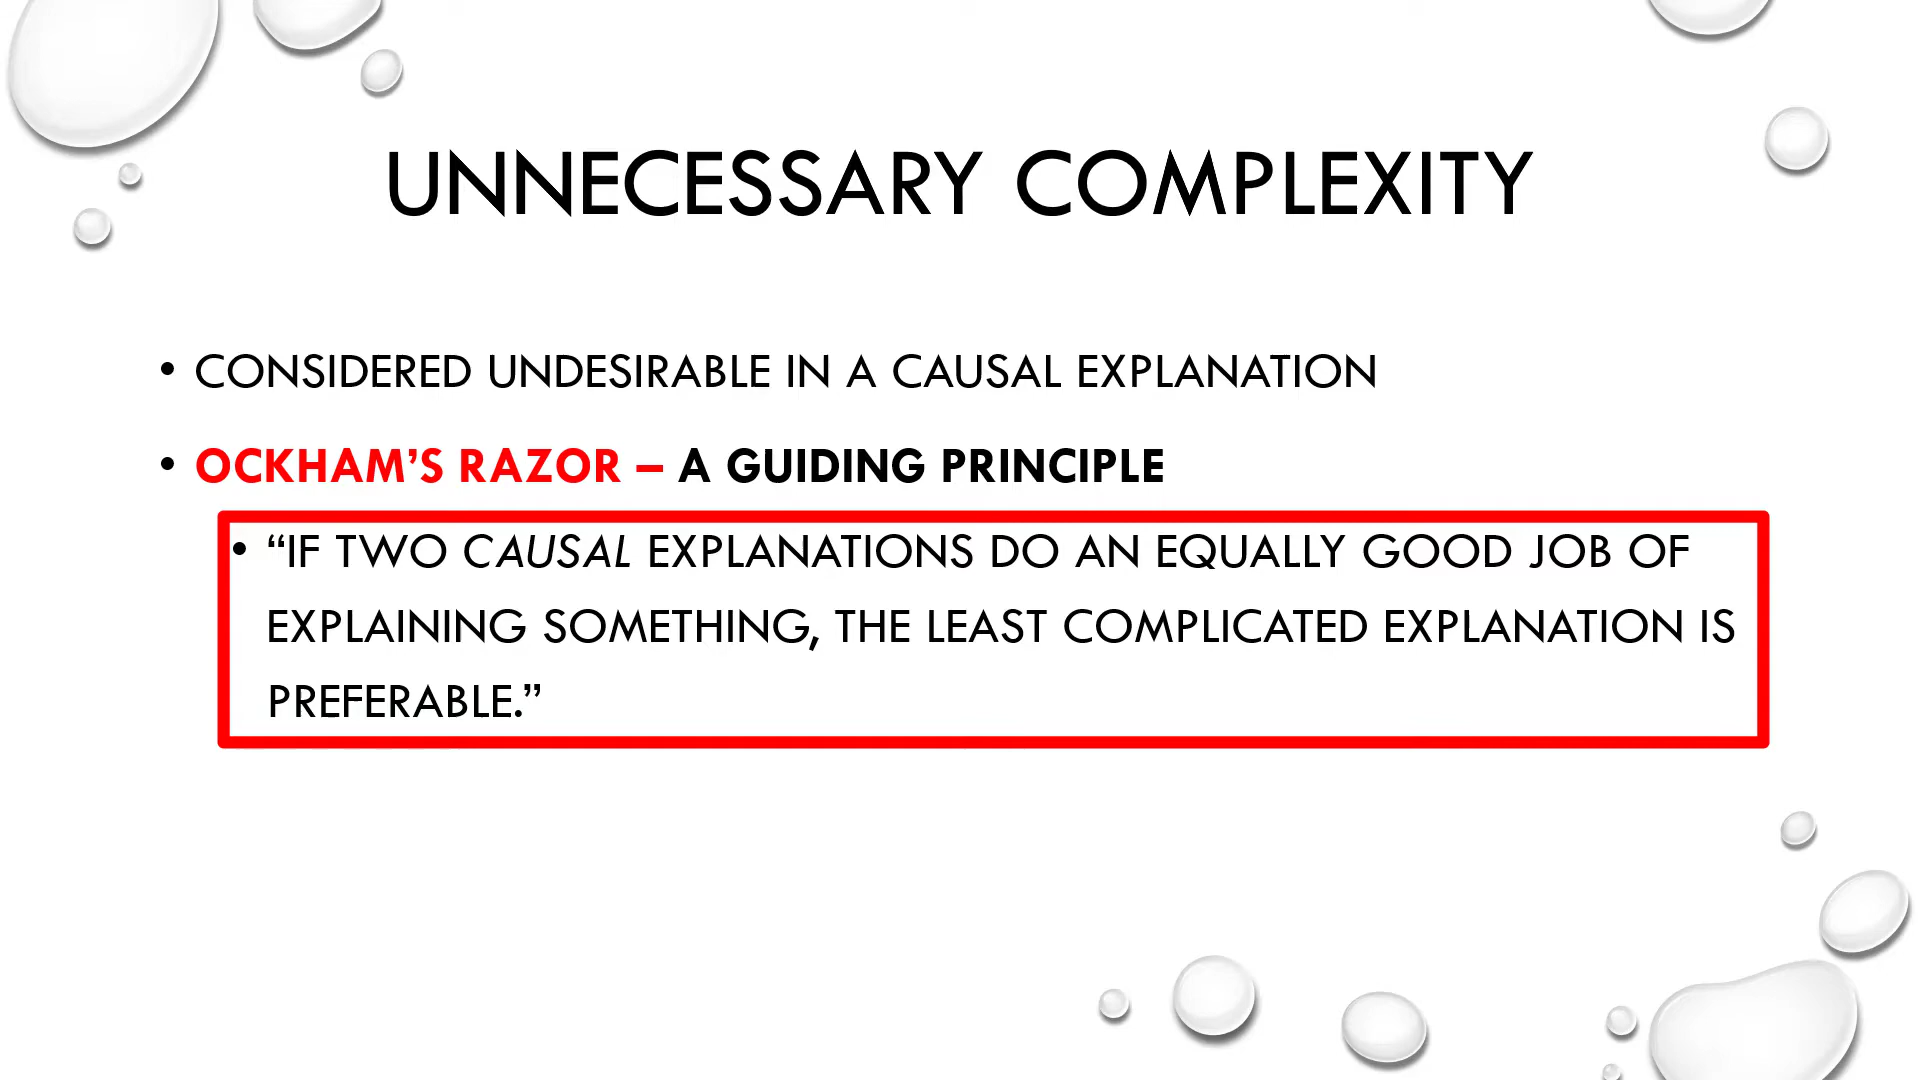 UNNECESSARY COMPLEXITY
• CONSIDERED UNDESIRABLE IN A CAUSAL EXPLANATION
• OCKHAM’S RAZOR – A GUIDING PRINCIPLE
• “IF TWO CAUSAL EXPLANATIONS DO AN EQUALLY GOOD JOB OF
EXPLAINING SOMETHING, THE LEAST COMPLICATED EXPLANATION IS
PREFERABLE.”